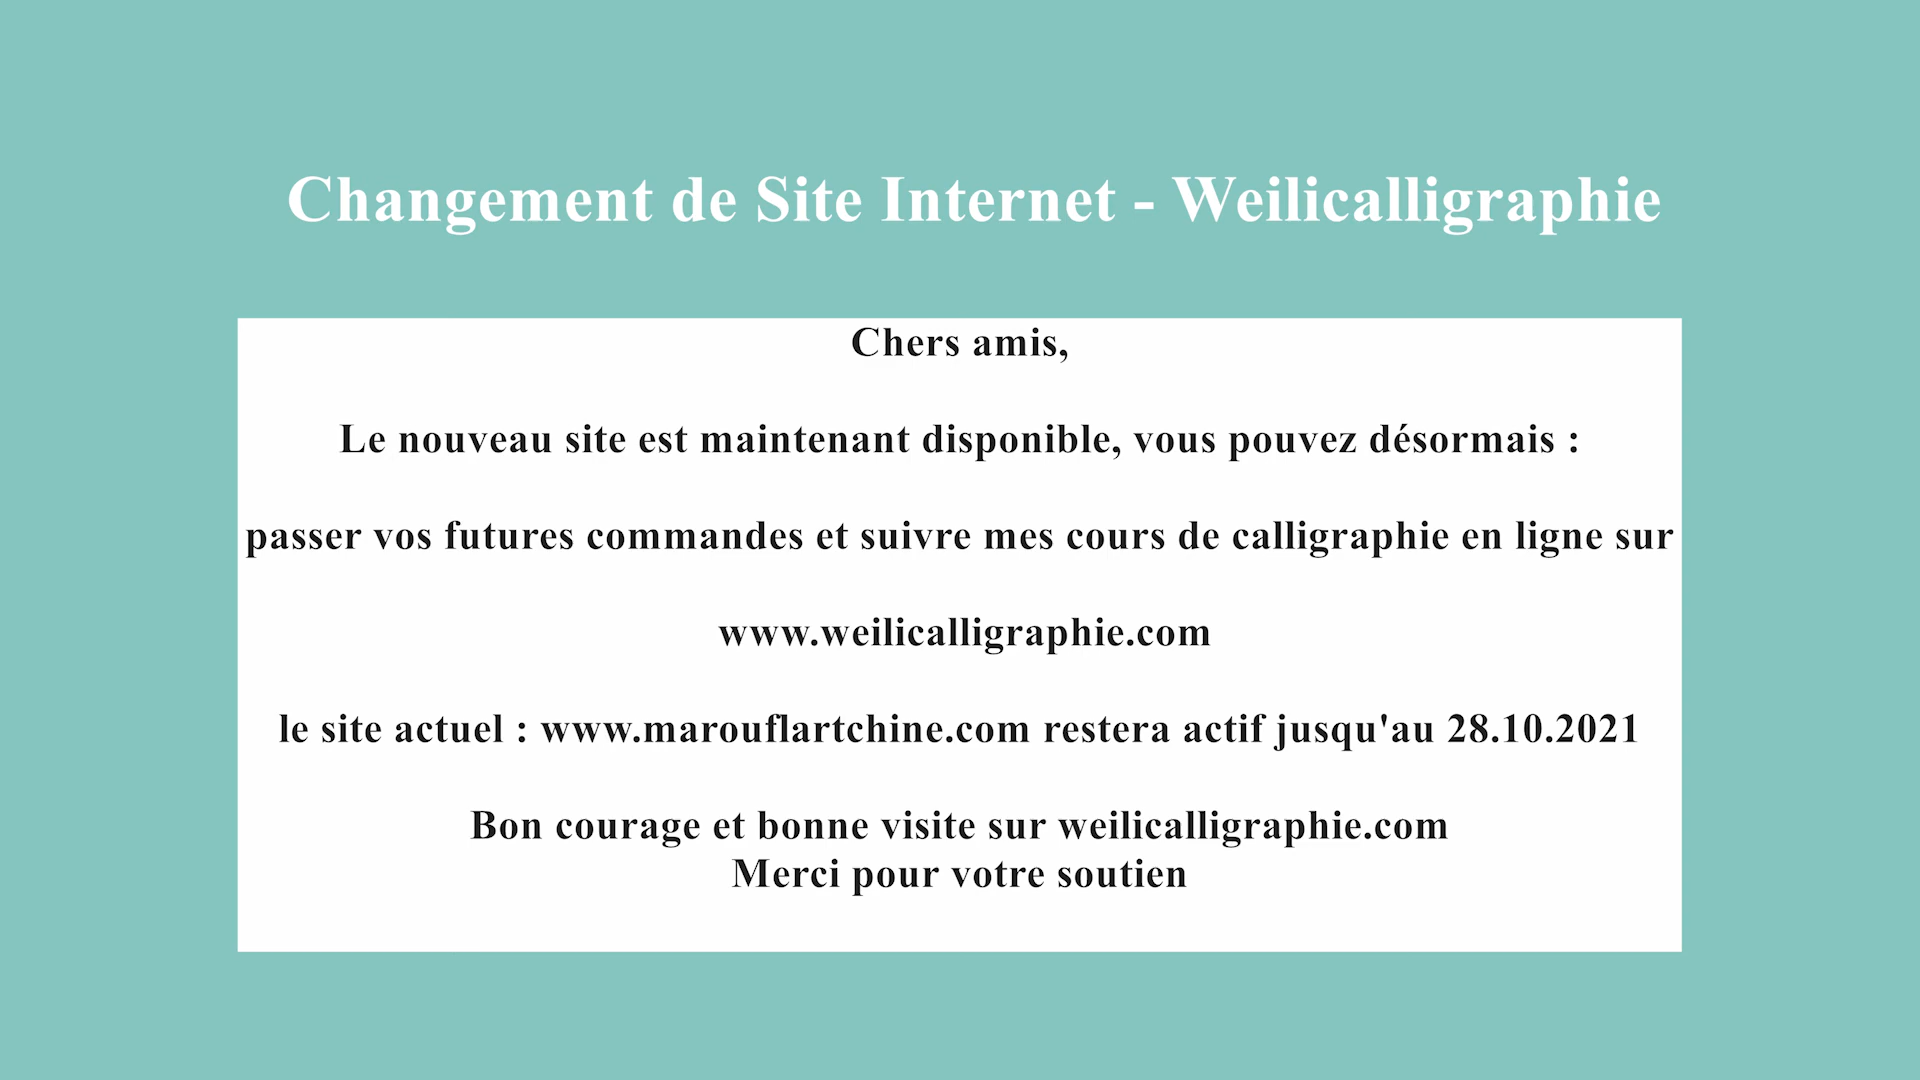 Changement de Site Internet - Weilicalligraphie
Chers amis,
Le nouveau site est maintenant disponible, vous pouvez désormais :
passer vos futures commandes et suivre mes cours de calligraphie en ligne sur
www.weilicalligraphie.com
le site actuel : www.marouflartchine.com restera actif jusqu'au 28.10.2021
Bon courage et bonne visite sur weilicalligraphie.com
Merci pour votre soutien